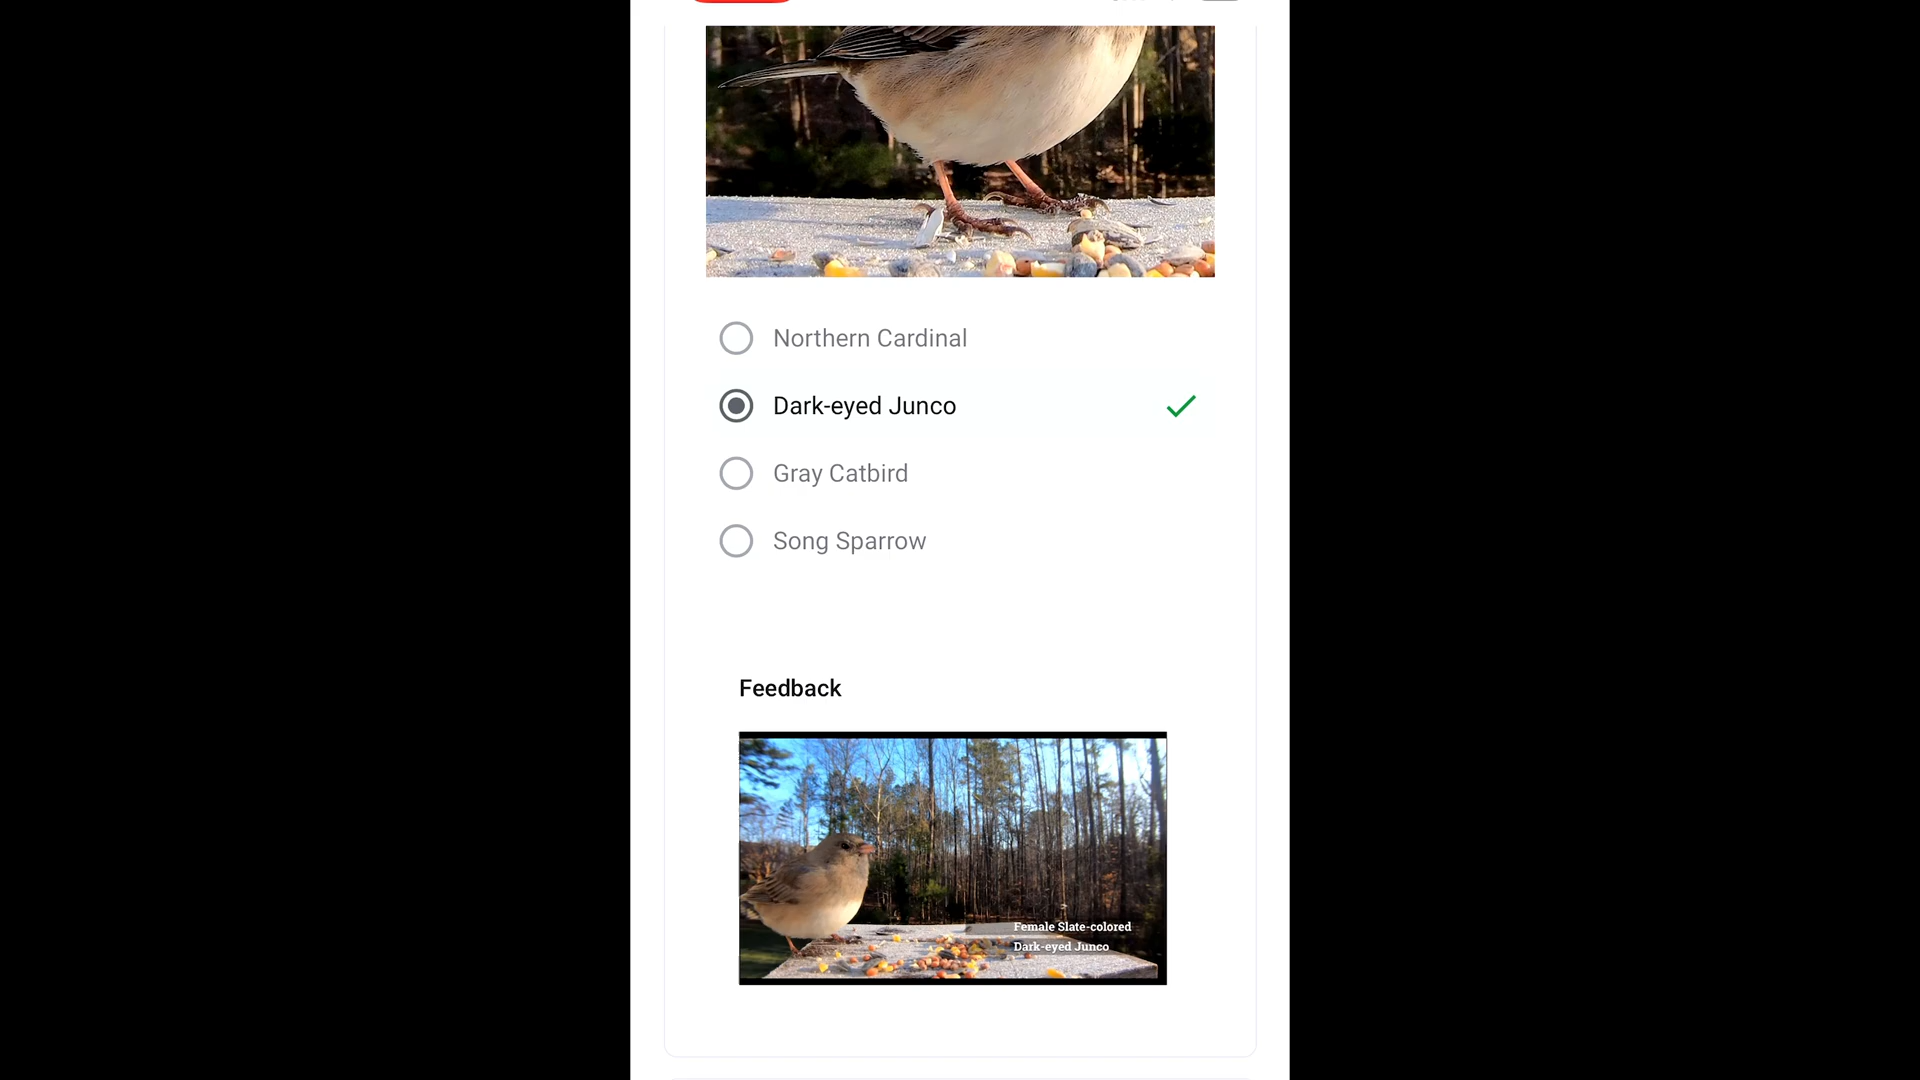 Northern Cardinal
Dark-eyed Junco
Gray Catbird
Song Sparrow
Feedback
Female Slate-colored
Dark-eyed Junco